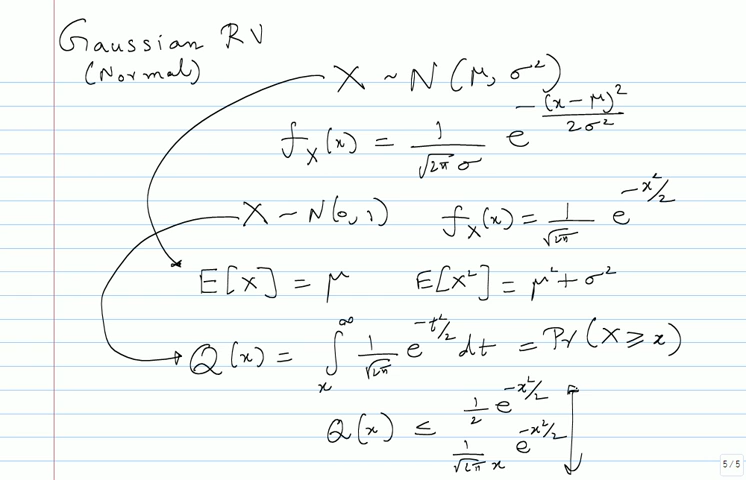 Gaussian RV
(Normal)
X ~ N(μ, σ²)
f_X(x) = 1/(√2π σ) e^(-(x-μ)²/2σ²)
X ~ N(0,1) f_X(x) = 1/√2π e^(-x²/2)
E[X] = μ E[X²] = μ² + σ²
Q(x) = ∫_x^∞ 1/√2π e^(-t²/2) dt = Pr(X ≥ x)
Q(x) ≤ 1/2 e^(-x²/2)
1/(√2π x) e^(-x²/2)
5/5